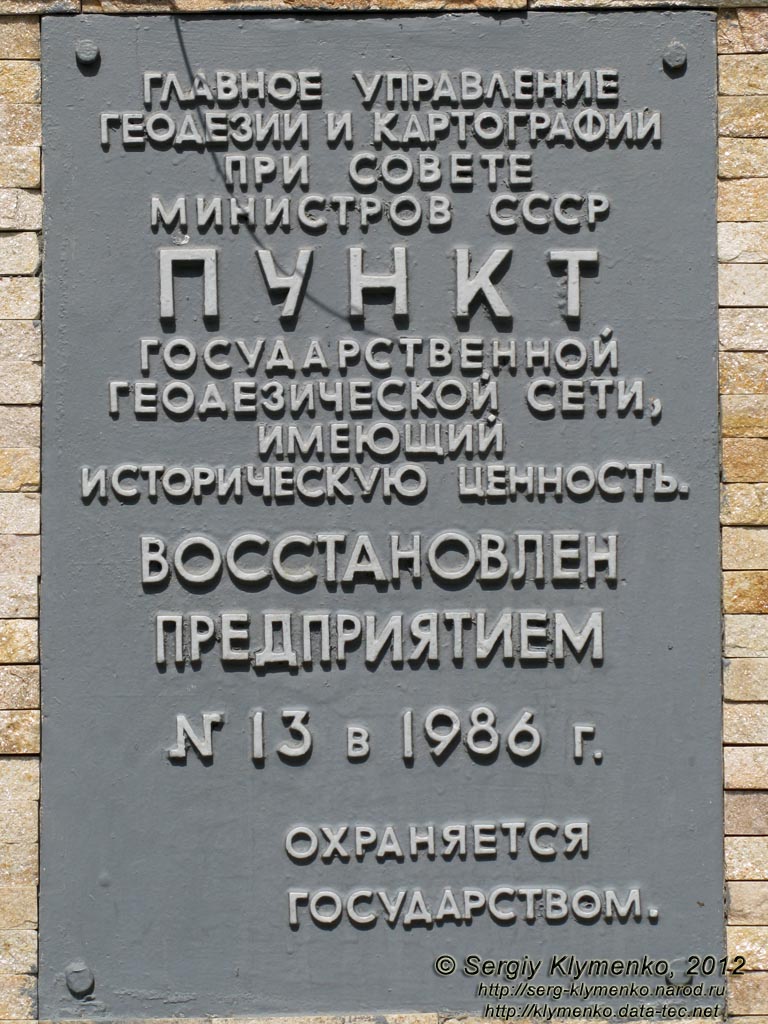 ГЛАВНОЕ УПРАВЛЕНИЕ
ГЕОДЕЗИИ И КАРТОГРАФИИ
ПРИ СОВЕТЕ
МИНИСТРОВ СССР
ПУНКТ
ГОСУДАРСТВЕННОЙ
ГЕОДЕЗИЧЕСКОЙ СЕТИ,
ИМЕЮЩИЙ
ИСТОРИЧЕСКУЮ ЦЕННОСТЬ.
ВОССТАНОВЛЕН
ПРЕДПРИЯТИЕМ
N 13 в 1986 г.
ОХРАНЯЕТСЯ
ГОСУДАРСТВОМ.
© Sergiy Klymenko, 2012
http://serg-klymenko.narod.ru
http://klymenko.data-tec.net